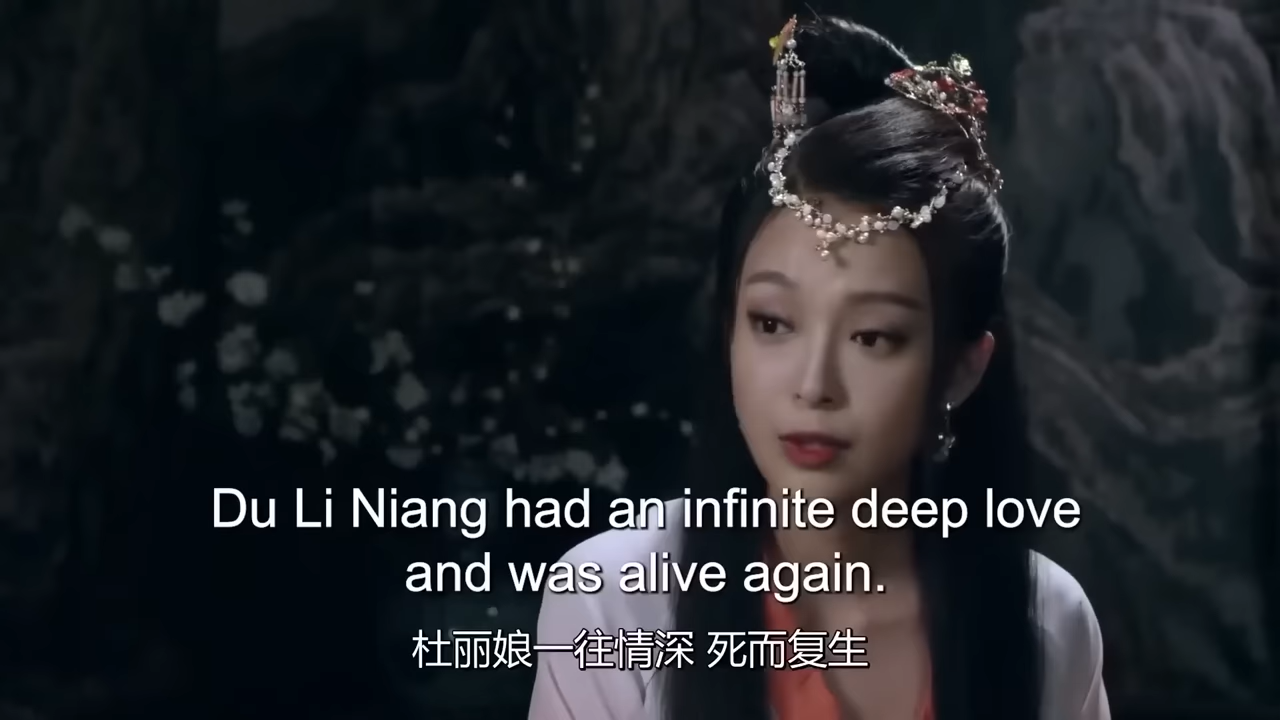 Du Li Niang had an infinite deep love
and was alive again.
杜丽娘一往情深 死而复生